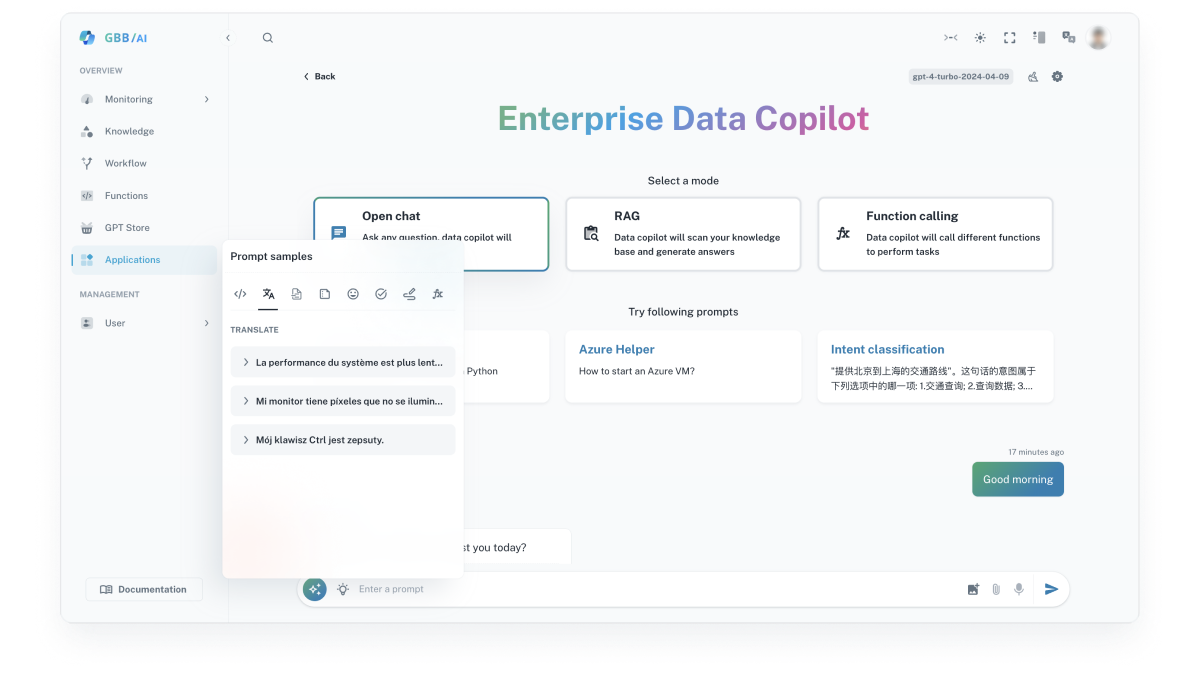 GBB/AI
OVERVIEW
Monitoring
Knowledge
Workflow
Functions
GPT Store
Applications
MANAGEMENT
User
Documentation
Back
gpt-4-turbo-2024-04-09
Enterprise Data Copilot
Select a mode
Open chat
Ask any question, data copilot will
RAG
Data copilot will scan your knowledge
base and generate answers
Function calling
Data copilot will call different functions
to perform tasks
Prompt samples
TRANSLATE
La performance du système est plus lent...
Mi monitor tiene píxeles que no se ilumin...
Mój klawisz Ctrl jest zepsuty.
Try following prompts
Python
Azure Helper
How to start an Azure VM?
Intent classification
"提供北京到上海的交通路线"。这句话的意图属于
下列选项中的哪一项: 1.交通查询; 2.查询数据; 3....
17 minutes ago
Good morning
you today?
Enter a prompt